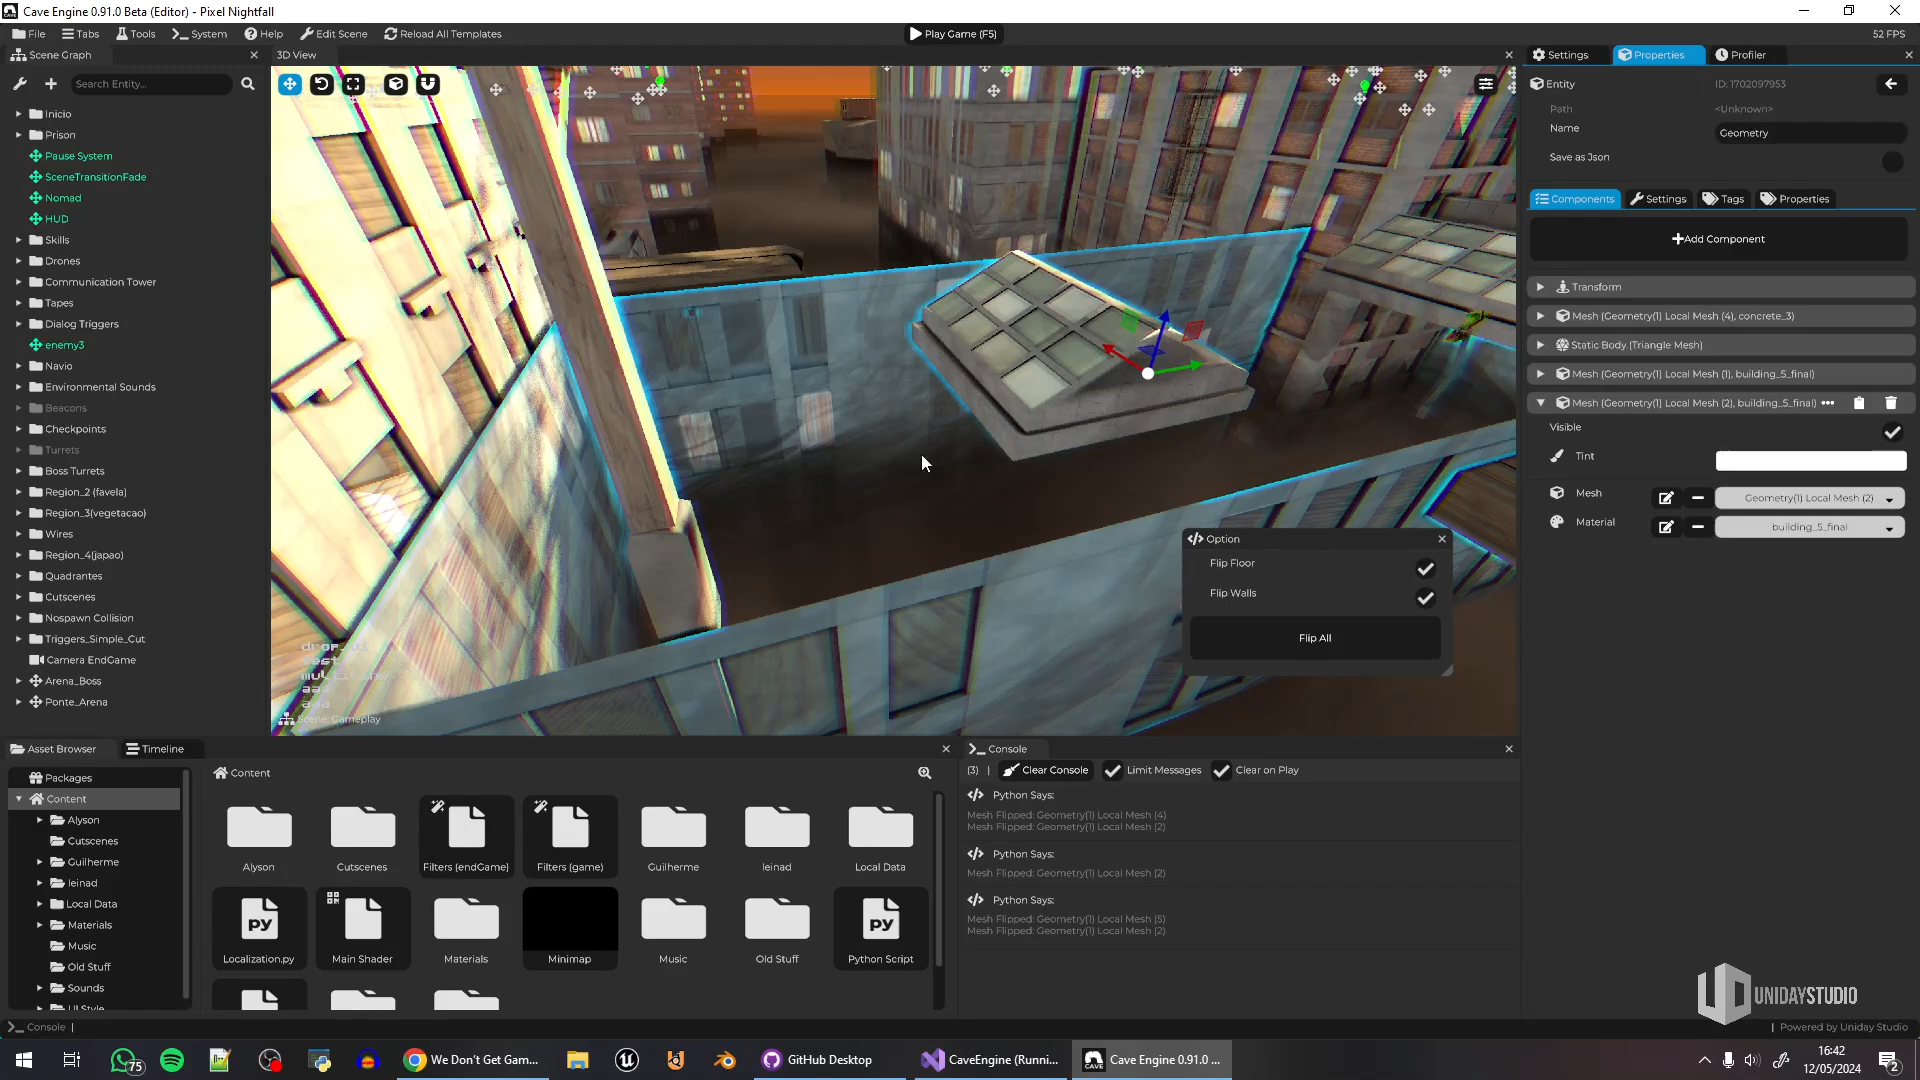 Cave Engine 0.91.0 Beta (Editor) - Pixel Nightfall
File
Tabs
Tools
System
Help
Edit Scene
Reload All Templates
Play Game (F5)
52 FPS
Scene Graph
3D View
Settings
Properties
Profiler
Search Entity...
Inicio
Prison
Pause System
SceneTransitionFade
Nomad
HUD
Skills
Drones
Communication Tower
Tapes
Dialog Triggers
enemy3
Navio
Environmental Sounds
Beacons
Checkpoints
Turrets
Boss Turrets
Region_2 (favela)
Region_3(vegetacao)
Wires
Region_4(japao)
Quadrantes
Cutscenes
Nospawn Collision
Triggers_Simple_Cut
Camera EndGame
Arena_Boss
Ponte_Arena
Scene: Gameplay
Option
Flip Floor
Flip Walls
Flip All
Entity
ID: 1702097953
Path
<Unknown>
Name
Geometry
Save as Json
Components
Settings
Tags
Properties
Add Component
Transform
Mesh (Geometry(1) Local Mesh (4), concrete_3)
Static Body (Triangle Mesh)
Mesh (Geometry(1) Local Mesh (1), building_5_final)
Mesh (Geometry(1) Local Mesh (2), building_5_final)
Visible
Tint
Mesh
Geometry(1) Local Mesh (2)
Material
building_5_final
Asset Browser
Timeline
Packages
Content
Alyson
Cutscenes
Guilherme
leinad
Local Data
Materials
Music
Old Stuff
Sounds
Content
Alyson
Cutscenes
Filters (endGame)
Filters (game)
Guilherme
leinad
Local Data
py
Localization.py
Main Shader
Materials
Minimap
Music
Old Stuff
py
Python Script
Console
(3) |
Clear Console
Limit Messages
Clear on Play
Python Says:
Mesh Flipped: Geometry(1) Local Mesh (4)
Mesh Flipped: Geometry(1) Local Mesh (2)
Python Says:
Mesh Flipped: Geometry(1) Local Mesh (2)
Python Says:
Mesh Flipped: Geometry(1) Local Mesh (5)
Mesh Flipped: Geometry(1) Local Mesh (2)
UNIDAYSTUDIO
Console |
| Powered by Uniday Studio
75
We Don't Get Gam...
GitHub Desktop
CaveEngine (Runni...
CAVE
Cave Engine 0.91.0 ...
16:42
12/05/2024
2